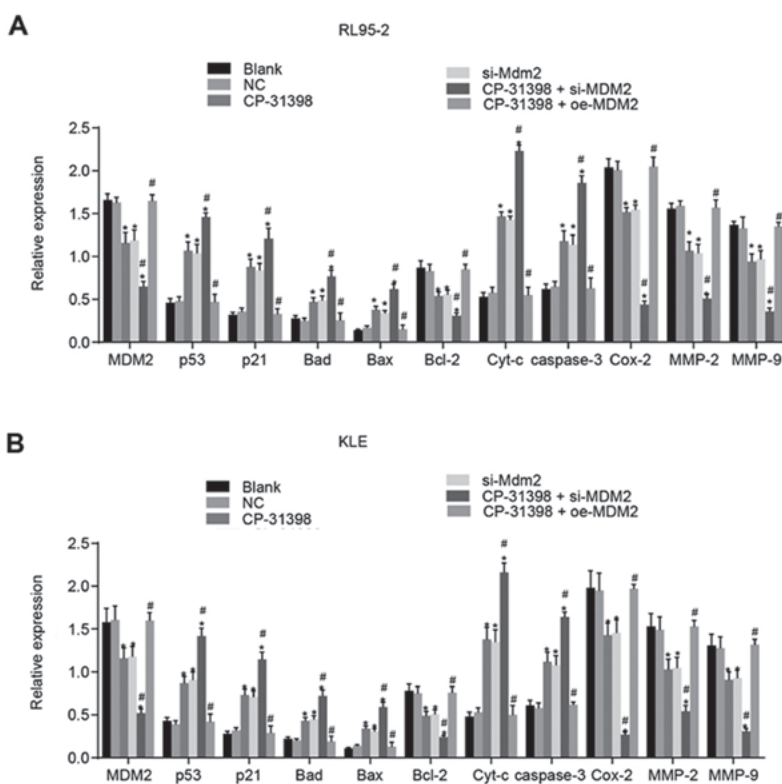 A
RL95-2
Blank
NC
CP-31398
si-Mdm2
CP-31398 + si-MDM2
CP-31398 + oe-MDM2
Relative expression
2.5
2.0
1.5
1.0
0.5
0.0
MDM2 p53 p21 Bad Bax Bcl-2 Cyt-c caspase-3 Cox-2 MMP-2 MMP-9
B
KLE
Blank
NC
CP-31398
si-Mdm2
CP-31398 + si-MDM2
CP-31398 + oe-MDM2
Relative expression
2.5
2.0
1.5
1.0
0.5
0.0
MDM2 p53 p21 Bad Bax Bcl-2 Cyt-c caspase-3 Cox-2 MMP-2 MMP-9